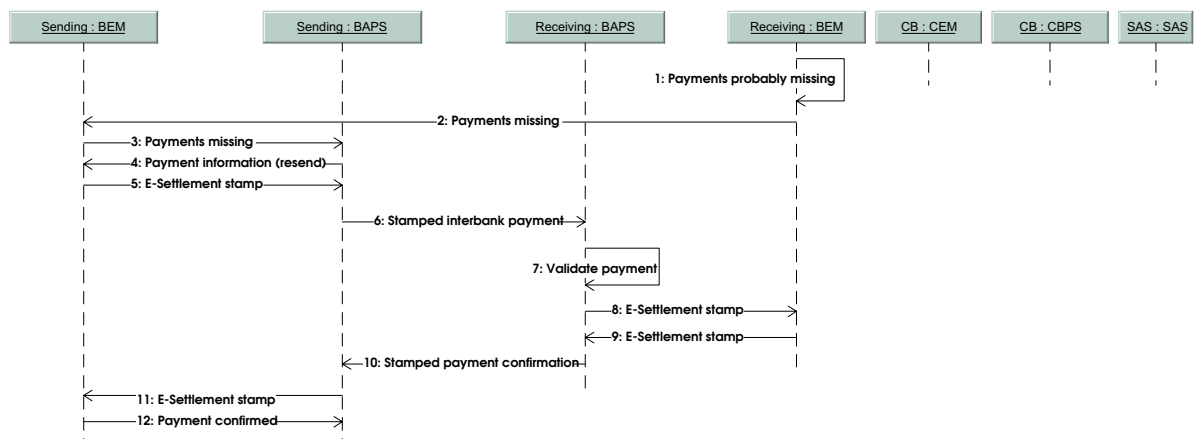 Sending : BEM
Sending : BAPS
Receiving : BAPS
Receiving : BEM
CB : CEM
CB : CBPS
SAS : SAS
1: Payments probably missing
2: Payments missing
3: Payments missing
4: Payment information (resend)
5: E-Settlement stamp
6: Stamped interbank payment
7: Validate payment
8: E-Settlement stamp
9: E-Settlement stamp
10: Stamped payment confirmation
11: E-Settlement stamp
12: Payment confirmed